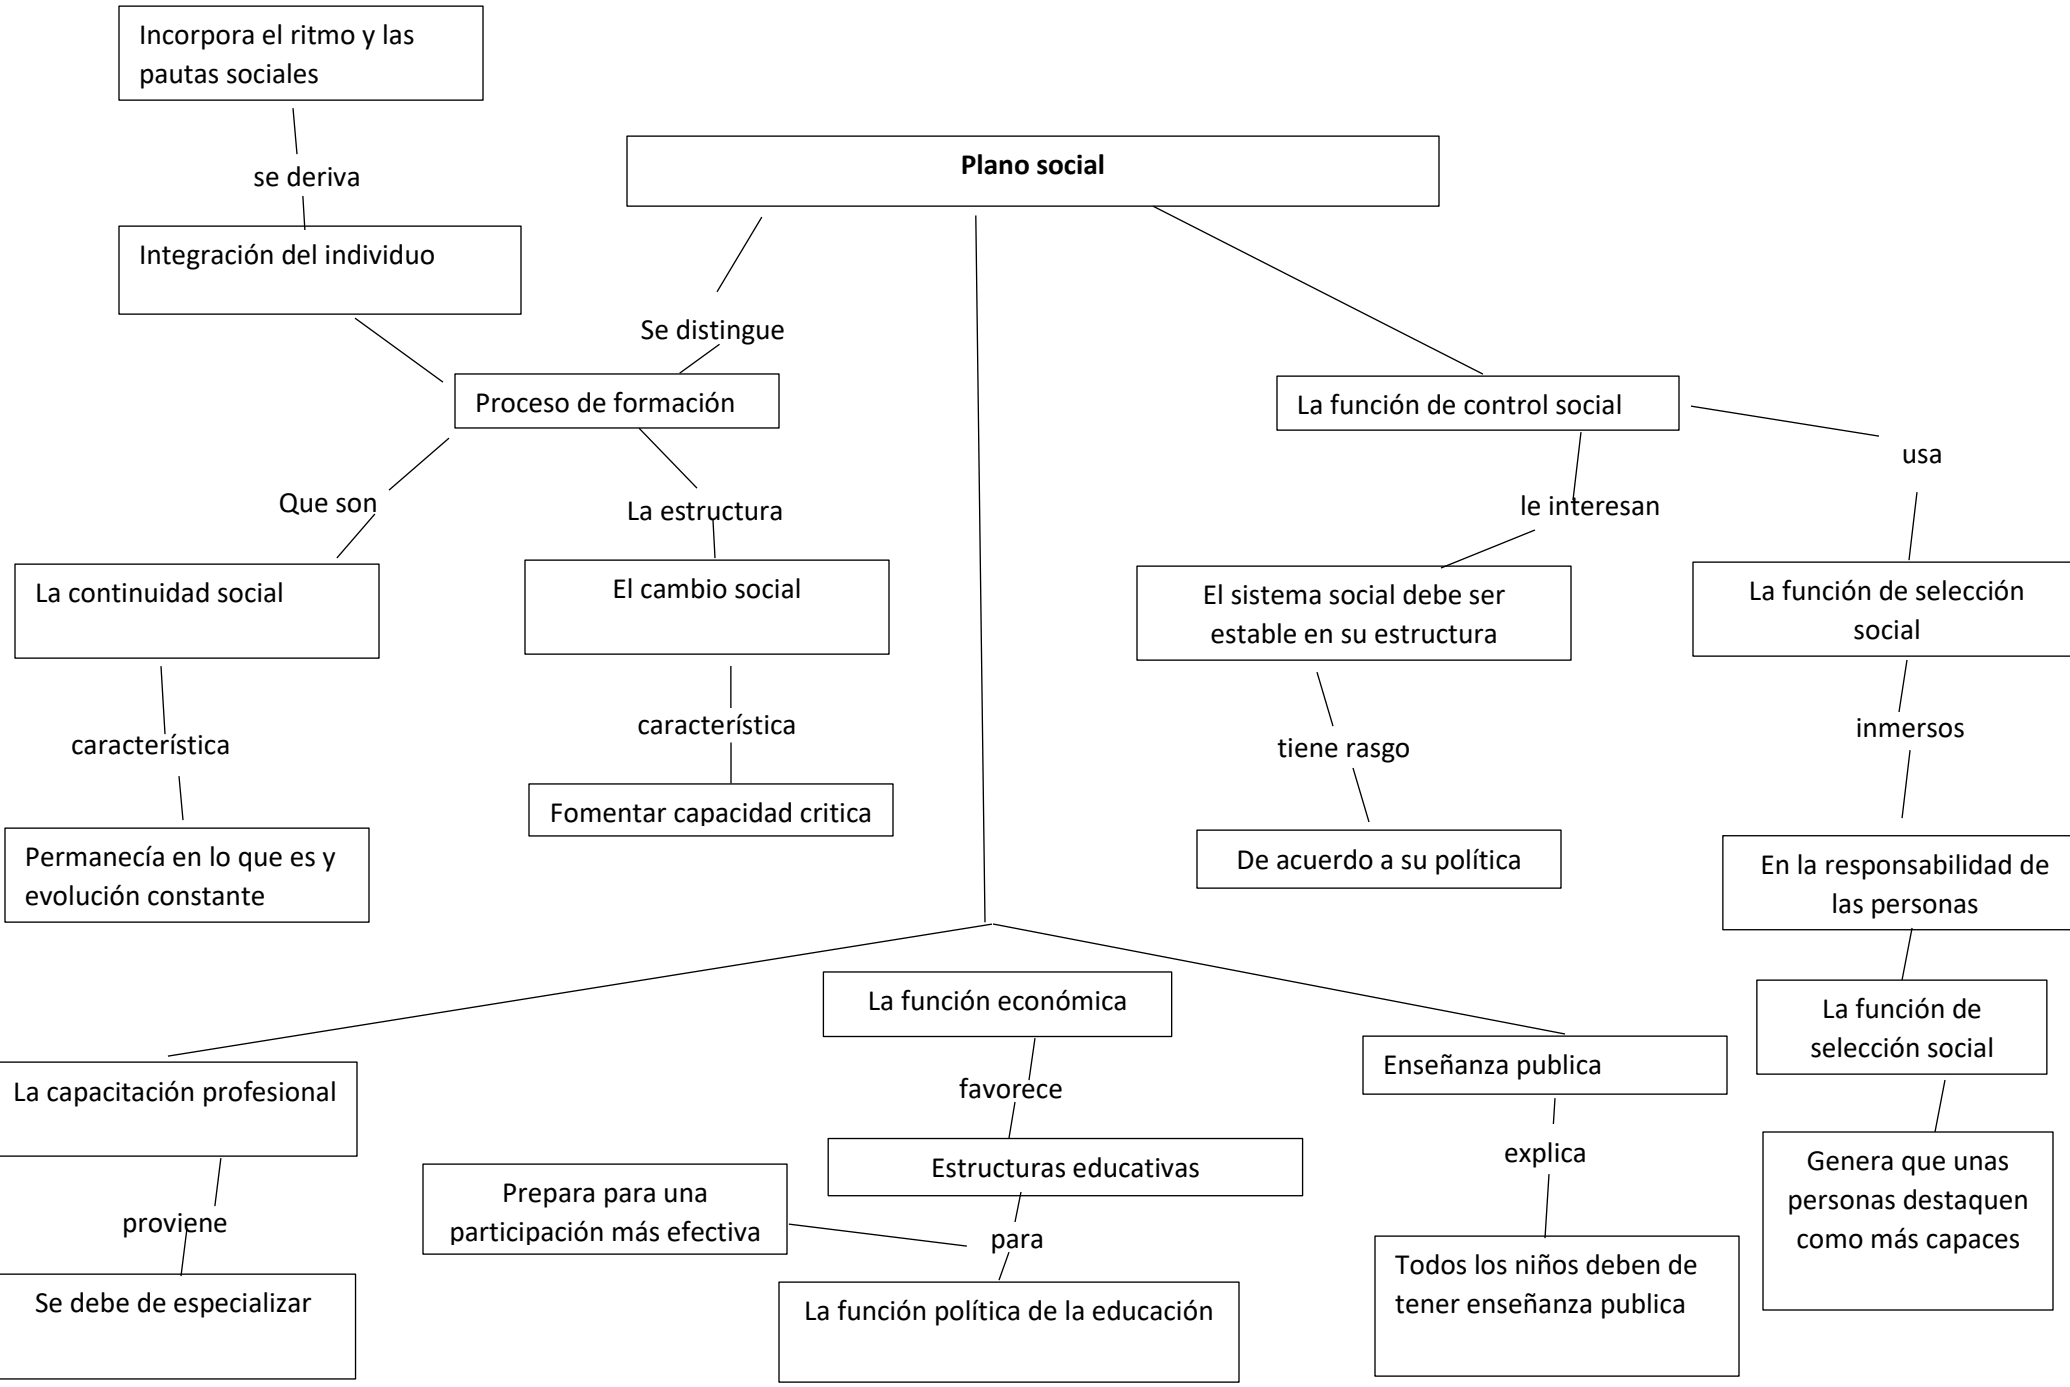 Incorpora el ritmo y las
pautas sociales
se deriva
Plano social
Integración del individuo
Se distingue
Proceso de formación
La función de control social
usa
Que son
La estructura
le interesan
La continuidad social
El cambio social
El sistema social debe ser
estable en su estructura
La función de selección
social
característica
característica
tiene rasgo
inmersos
Permanecía en lo que es y
evolución constante
Fomentar capacidad critica
De acuerdo a su política
En la responsabilidad de
las personas
La función económica
La función de
selección social
La capacitación profesional
favorece
Enseñanza publica
Estructuras educativas
explica
Genera que unas
personas destaquen
como más capaces
Prepara para una
participación más efectiva
proviene
para
Se debe de especializar
La función política de la educación
Todos los niños deben de
tener enseñanza publica